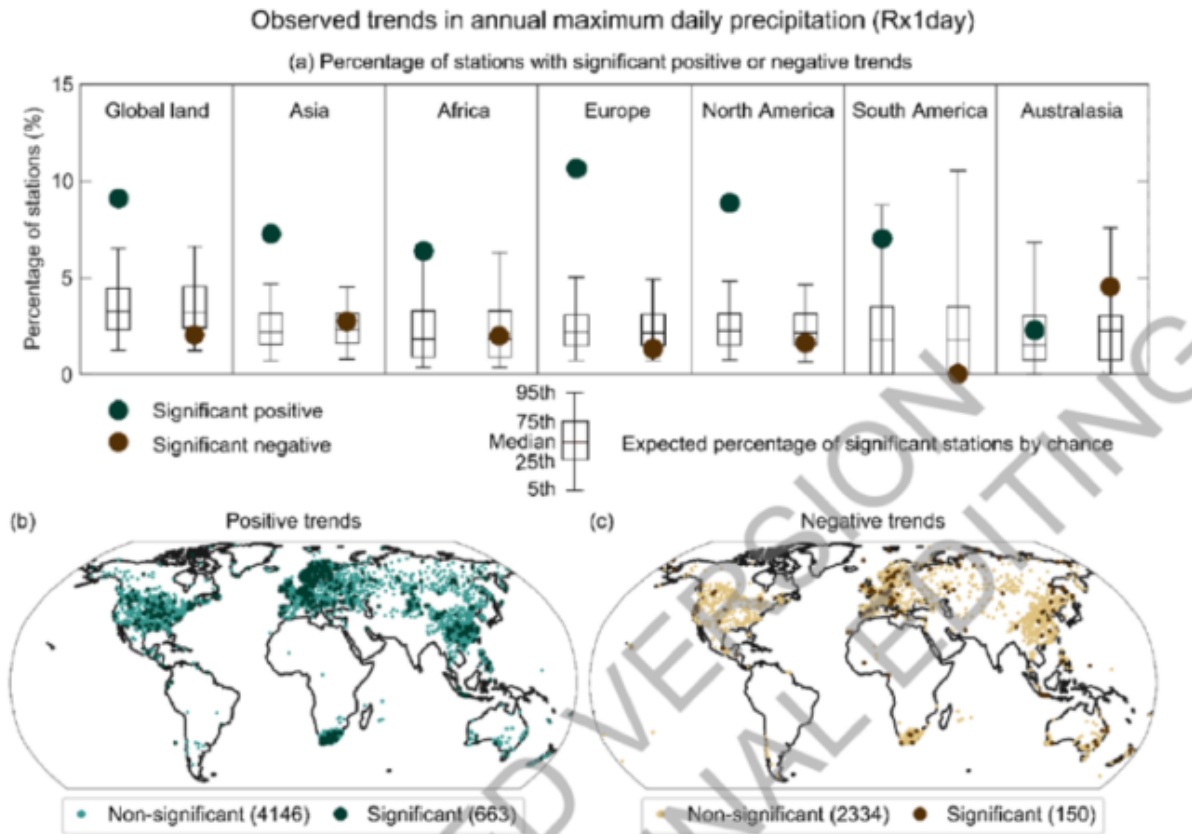 Observed trends in annual maximum daily precipitation (Rx1day)
(a) Percentage of stations with significant positive or negative trends
Percentage of stations (%)
15
10
5
0
Global land
Asia
Africa
Europe
North America
South America
Australasia
Significant positive
Significant negative
95th
75th
Median
25th
5th
Expected percentage of significant stations by chance
(b)
Positive trends
(c)
Negative trends
Non-significant (4146)
Significant (663)
Non-significant (2334)
Significant (150)
VERSION
EDITING